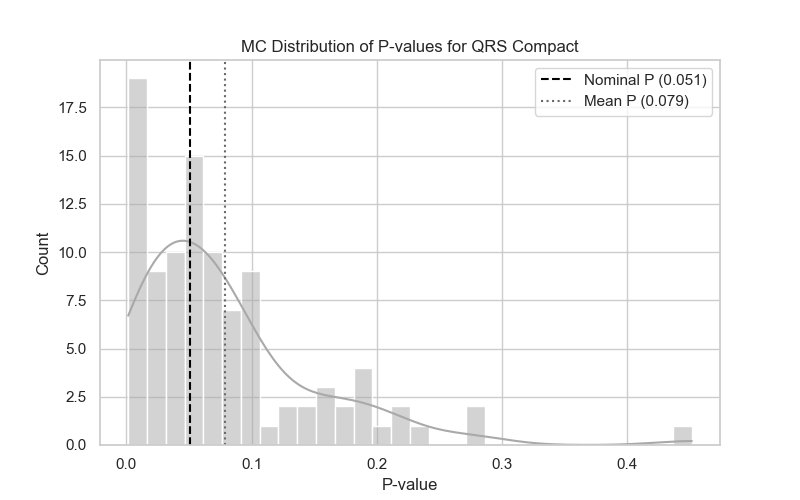 MC Distribution of P-values for QRS Compact
Nominal P (0.051)
Mean P (0.079)
17.5
15.0
12.5
10.0
7.5
5.0
2.5
0.0
Count
0.0 0.1 0.2 0.3 0.4
P-value